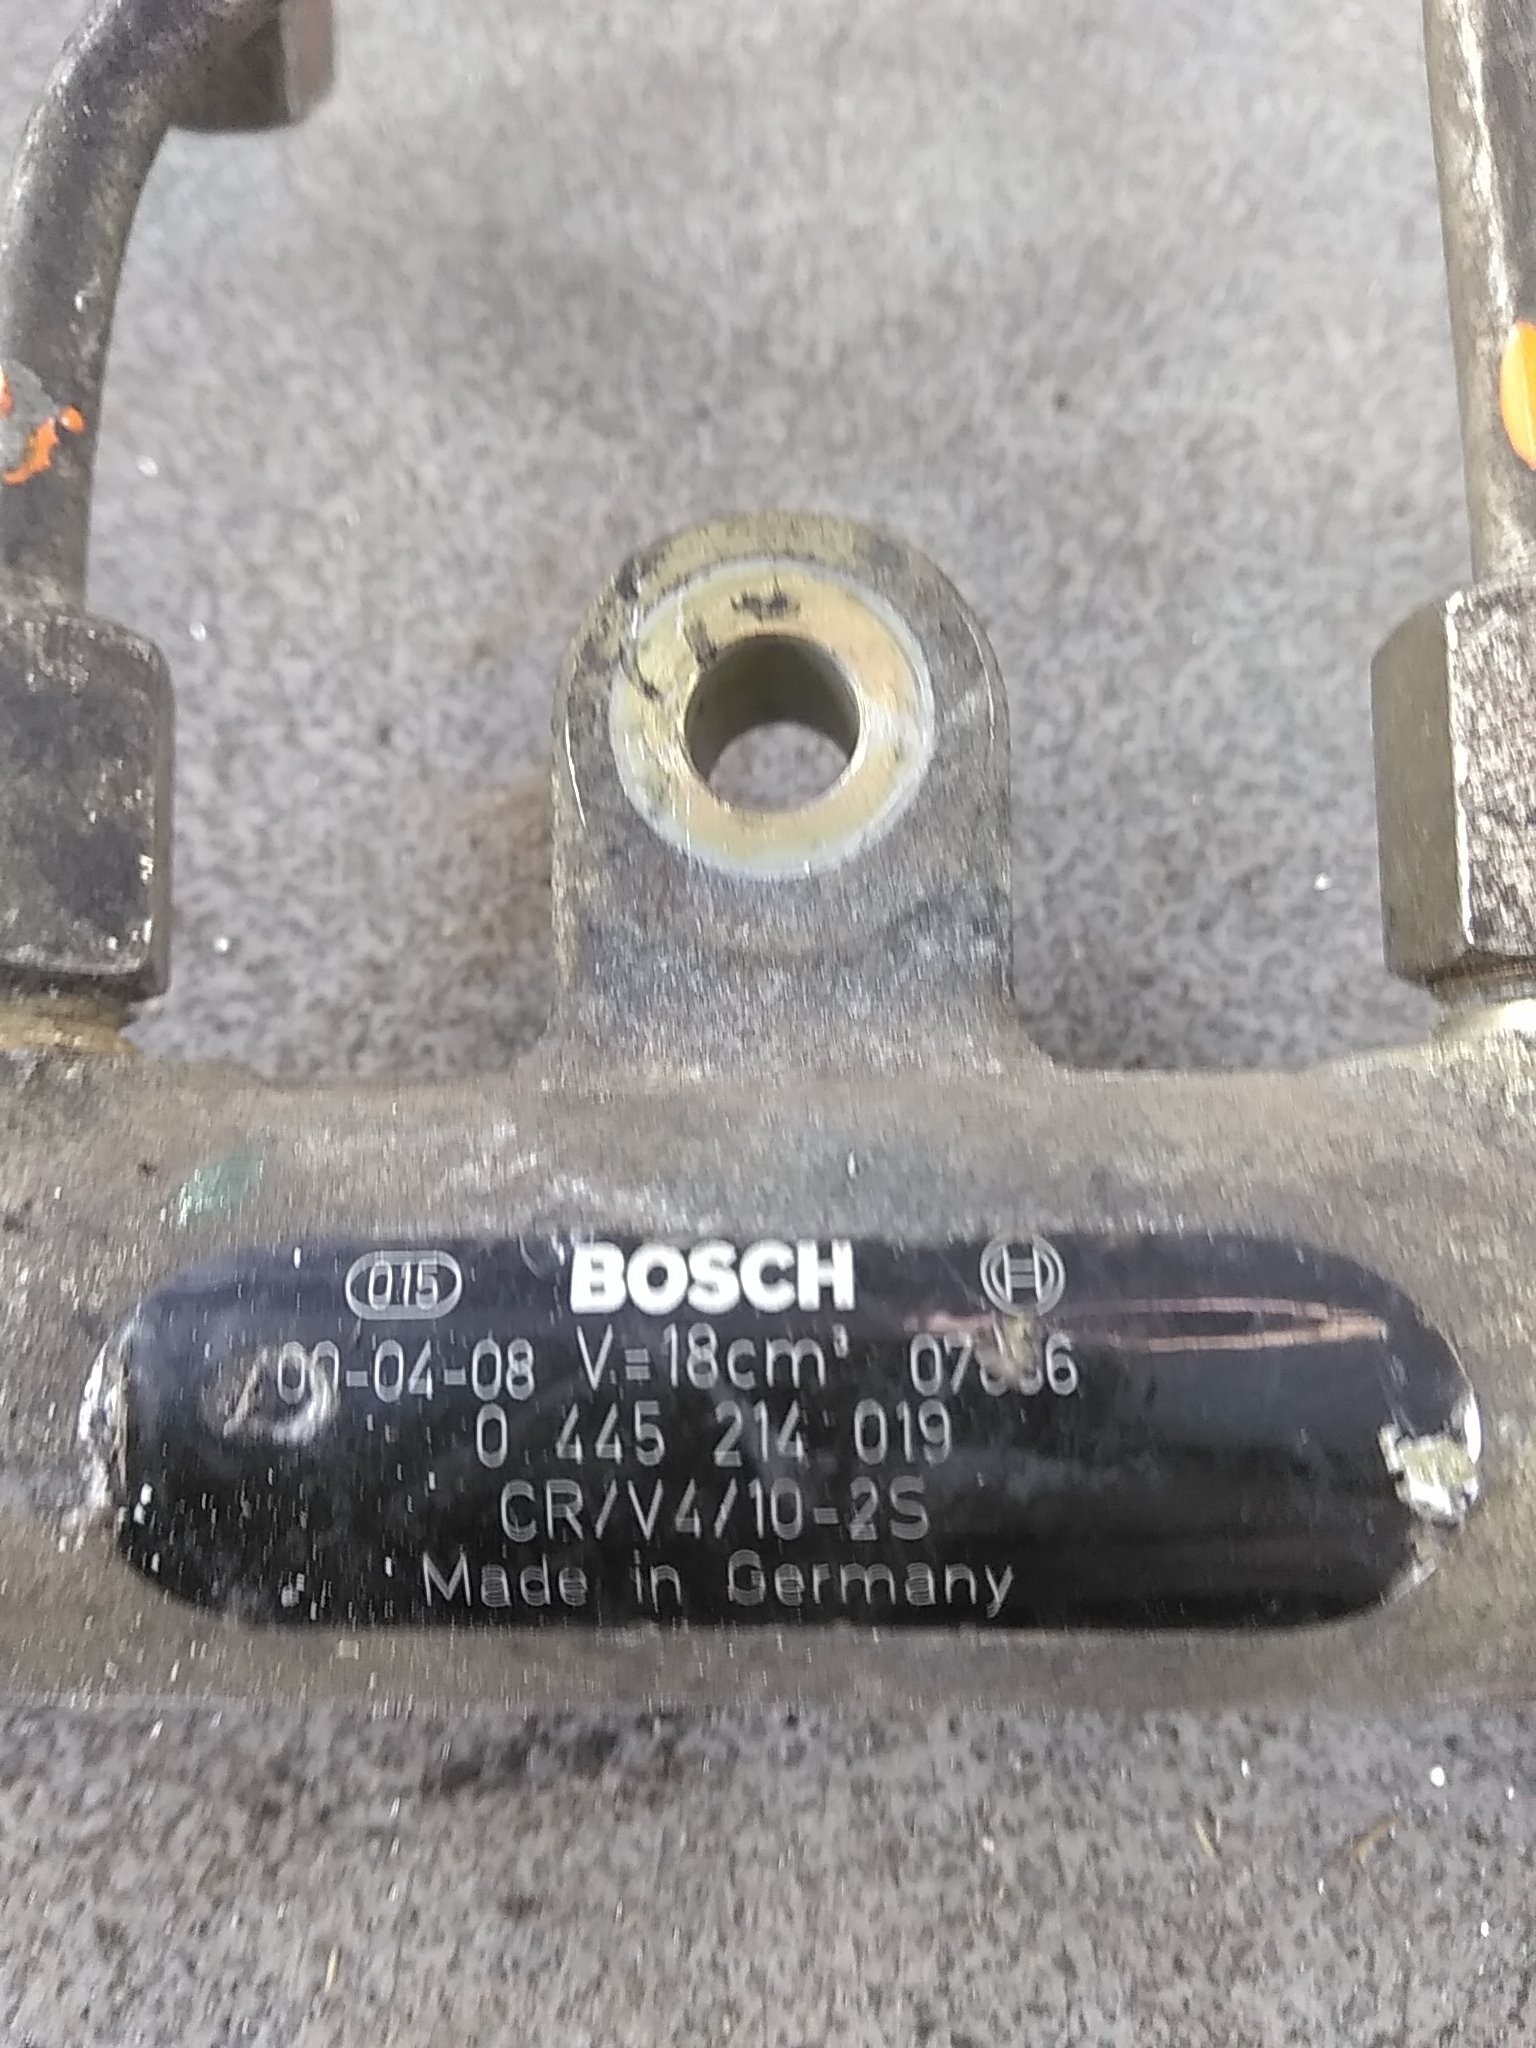 015 BOSCH
00-04-08 V=18cm³
0 445 214 019
CR/V4/10-2S
Made in Germany